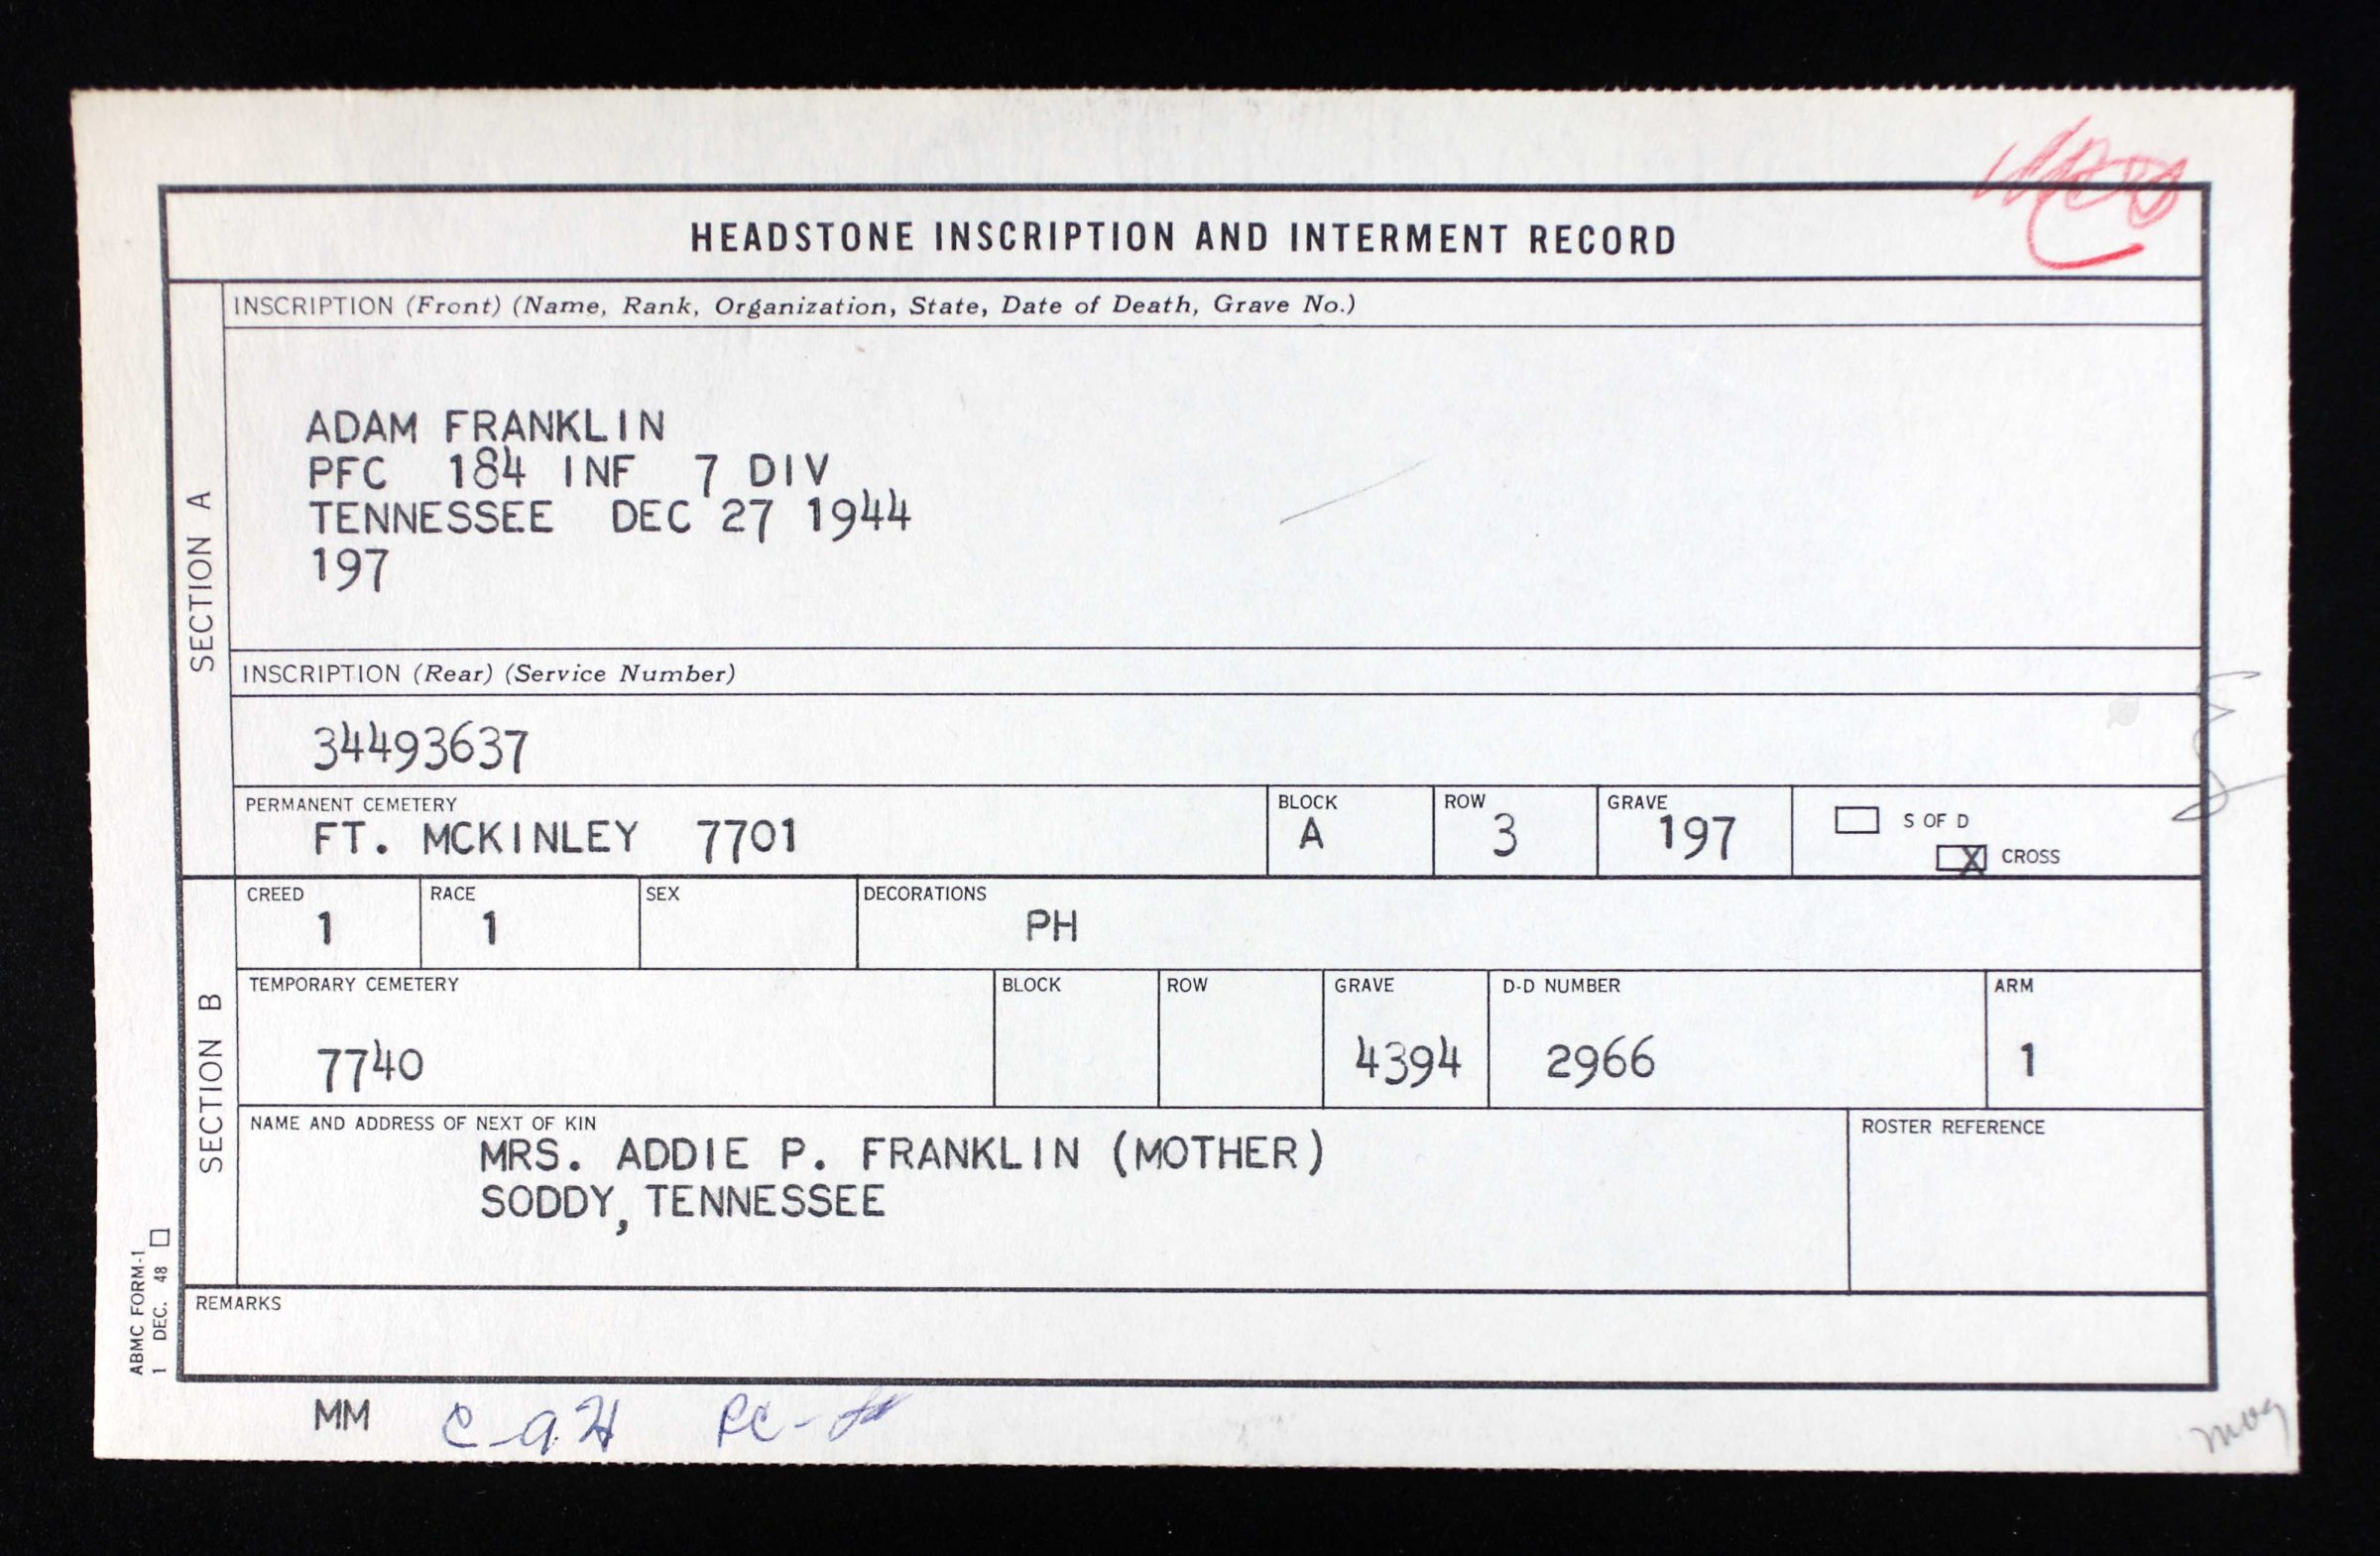 HEADSTONE INSCRIPTION AND INTERMENT RECORD
SECTION A
INSCRIPTION (Front) (Name, Rank, Organization, State, Date of Death, Grave No.)
ADAM FRANKLIN
PFC 184 INF 7 DIV
TENNESSEE DEC 27 1944
197
INSCRIPTION (Rear) (Service Number)
34493637
PERMANENT CEMETERY
FT. MCKINLEY 7701
BLOCK
A
ROW
3
GRAVE
197
S OF D
X CROSS
SECTION B
CREED
1
RACE
1
SEX
DECORATIONS
PH
TEMPORARY CEMETERY
7740
BLOCK
ROW
GRAVE
4394
D-D NUMBER
2966
ARM
1
NAME AND ADDRESS OF NEXT OF KIN
MRS. ADDIE P. FRANKLIN (MOTHER)
SODDY, TENNESSEE
ROSTER REFERENCE
REMARKS
ABMC FORM-1
1 DEC. 48
MM